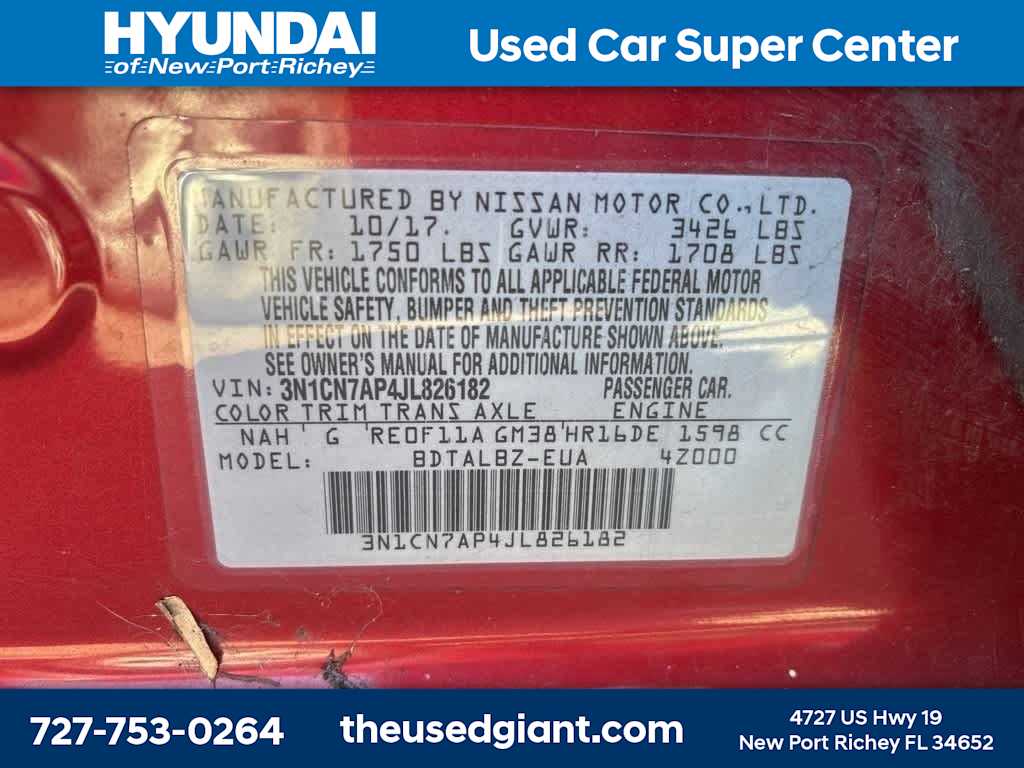 HYUNDAI
of New Port Richey
Used Car Super Center
MANUFACTURED BY NISSAN MOTOR CO., LTD.
DATE: 10/17. GVWR: 3426 LBS
GAWR FR: 1750 LBS GAWR RR: 1708 LBS
THIS VEHICLE CONFORMS TO ALL APPLICABLE FEDERAL MOTOR
VEHICLE SAFETY, BUMPER AND THEFT PREVENTION STANDARDS
IN EFFECT ON THE DATE OF MANUFACTURE SHOWN ABOVE.
SEE OWNER'S MANUAL FOR ADDITIONAL INFORMATION.
VIN: 3N1CN7AP4JL826182 PASSENGER CAR.
COLOR TRIM TRANS AXLE ENGINE
NAH ' G 'RE0F11A GM38'HR16DE 1598 CC
MODEL: BDTALBZ-EUA 4Z000
3N1CN7AP4JL826182
727-753-0264
theusedgiant.com
4727 US Hwy 19
New Port Richey FL 34652